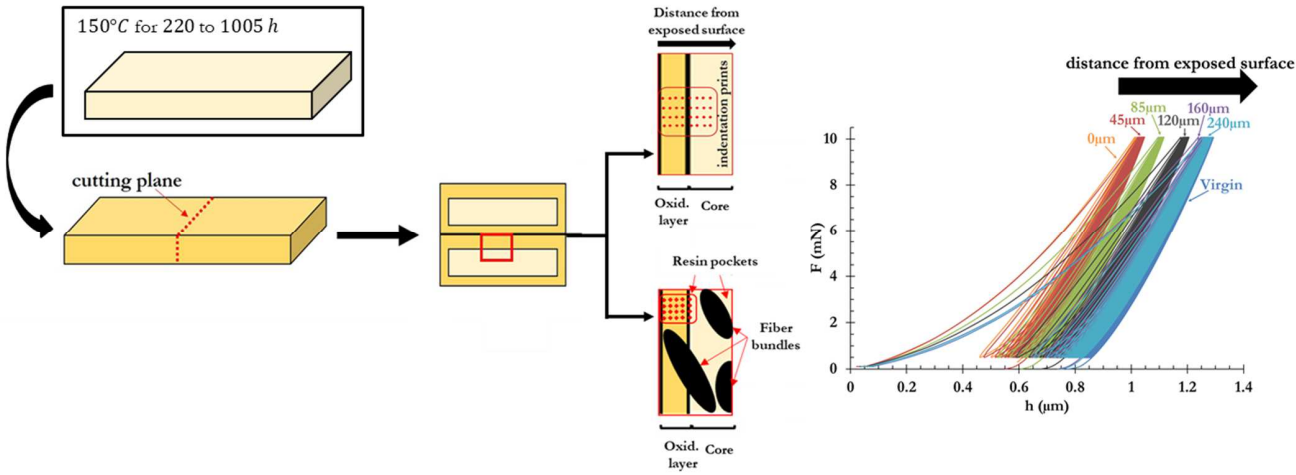 150°C for 220 to 1005 h
cutting plane
Distance from
exposed surface
indentation prints
Oxid.
layer
Core
Resin pockets
Fiber
bundles
Oxid.
layer
Core
distance from exposed surface
0μm
45μm
85μm
120μm
160μm
240μm
Virgin
F (mN)
10
8
6
4
2
0
0
0.2
0.4
0.6
0.8
1
1.2
1.4
h (μm)